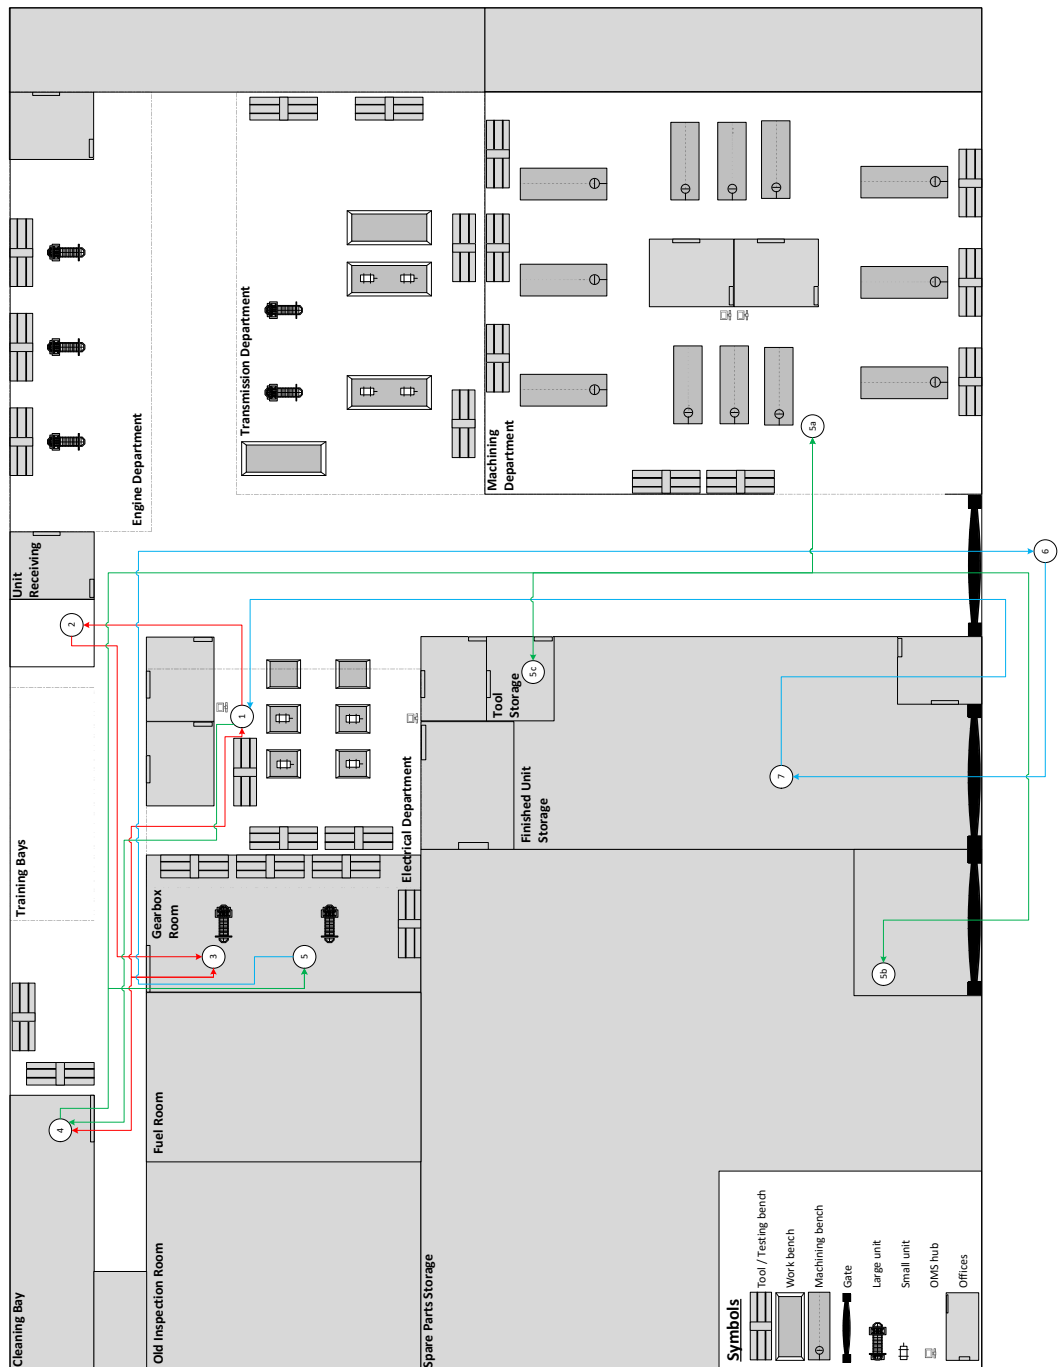 Cleaning Bay
Training Bays
Unit
Receiving
Engine Department
Transmission Department
Machining
Department
Old Inspection Room
Fuel Room
Gearbox
Room
Electrical Department
Tool
Storage
Finished Unit
Storage
Spare Parts Storage
1
2
3
4
5
5a
5b
5c
6
7
Symbols
Tool / Testing bench
Work bench
Machining bench
Gate
Large unit
Small unit
OMS hub
Offices